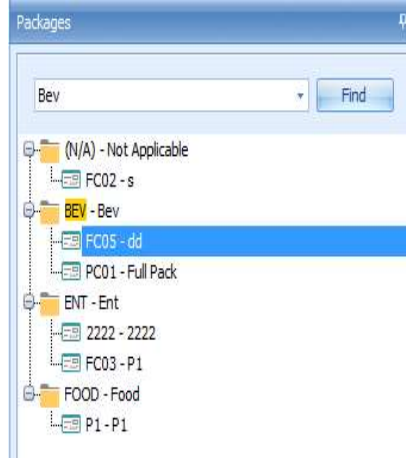 Packages
Bev Find
(N/A) - Not Applicable
FC02 - s
BEV - Bev
FC05 - dd
PC01 - Full Pack
ENT - Ent
2222 - 2222
FC03 - P1
FOOD - Food
P1 - P1